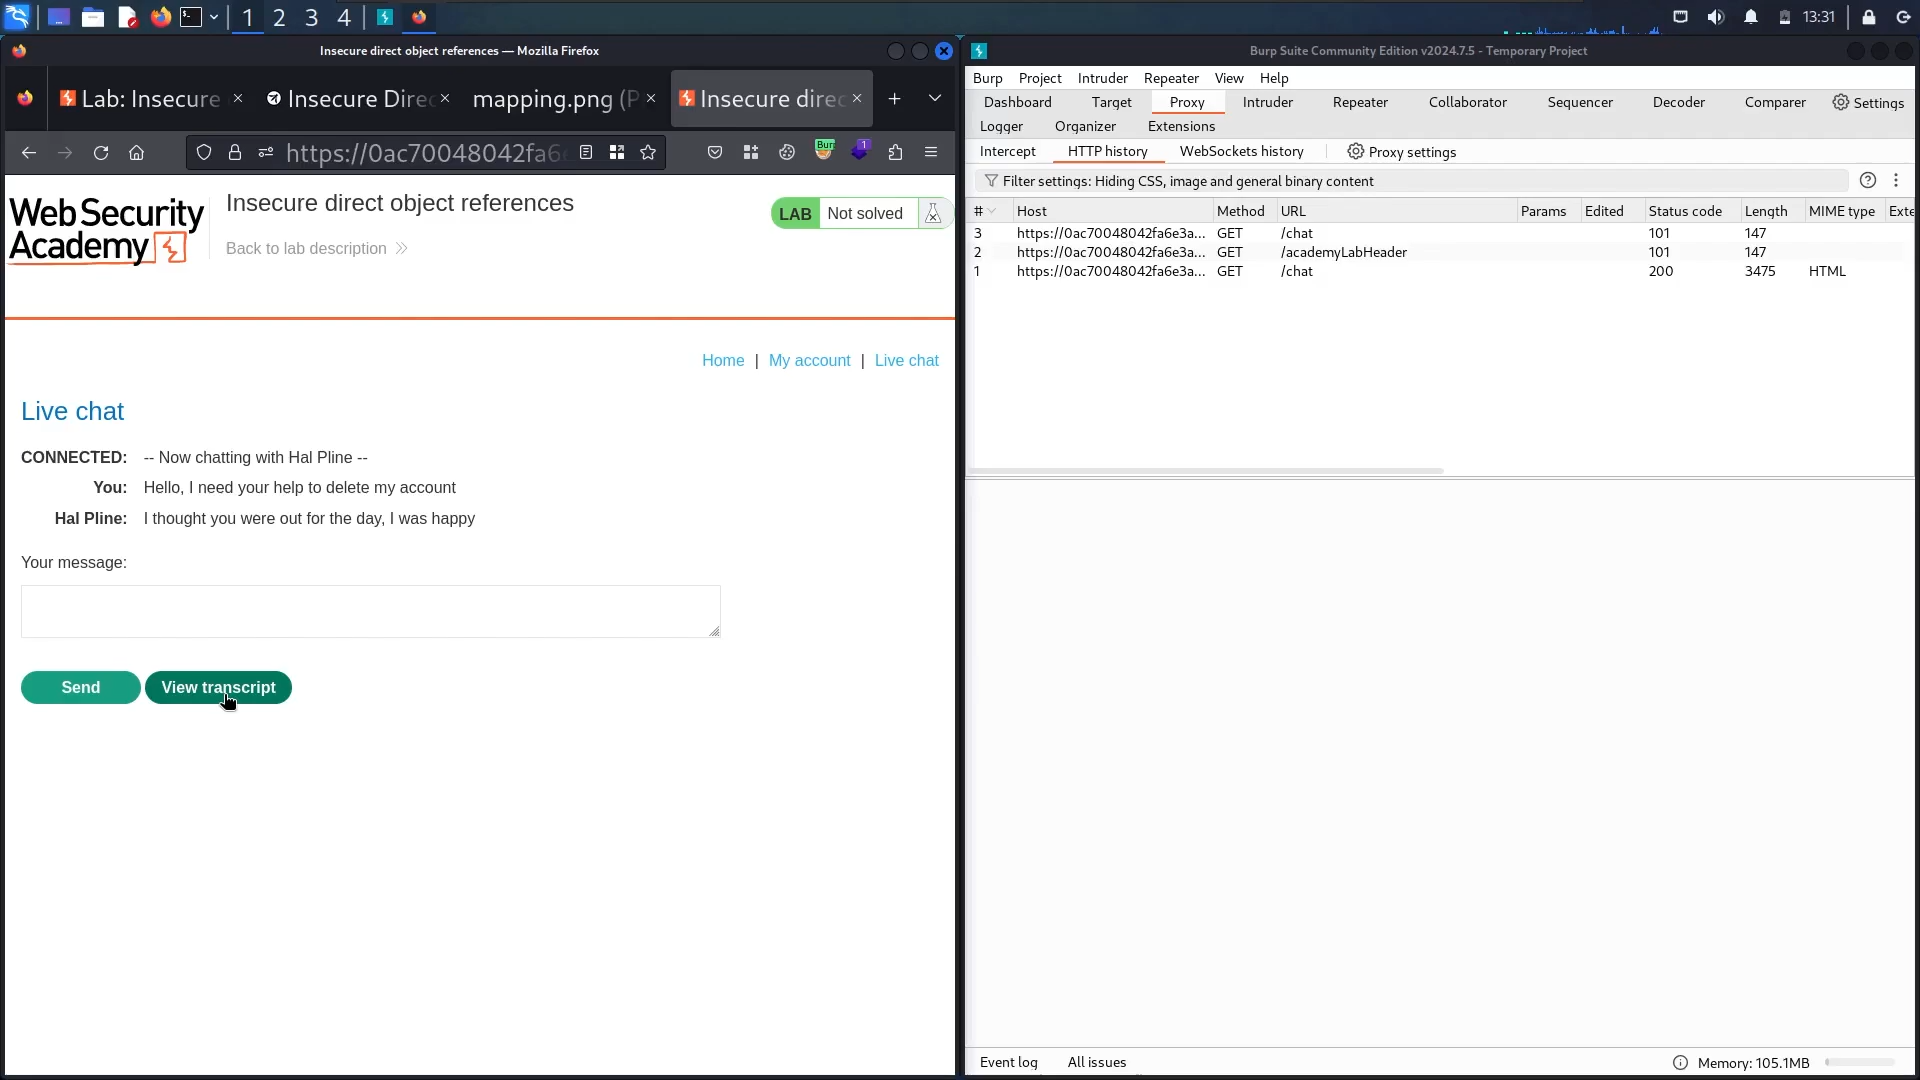 1 2 3 4 13:31
Insecure direct object references — Mozilla Firefox
Lab: Insecure
Insecure Direc
mapping.png (P
Insecure direc
https://0ac70048042fa6
Burp
1
Web Security
Academy
Insecure direct object references
Back to lab description
LAB Not solved
Home | My account | Live chat
Live chat
CONNECTED: -- Now chatting with Hal Pline --
You: Hello, I need your help to delete my account
Hal Pline: I thought you were out for the day, I was happy
Your message:
Send View transcript
Burp Suite Community Edition v2024.7.5 - Temporary Project
Burp Project Intruder Repeater View Help
Dashboard Target Proxy Intruder Repeater Collaborator Sequencer Decoder Comparer Settings
Logger Organizer Extensions
Intercept HTTP history WebSockets history Proxy settings
Filter settings: Hiding CSS, image and general binary content
# Host Method URL Params Edited Status code Length MIME type Exte
3 https://0ac70048042fa6e3a... GET /chat 101 147
2 https://0ac70048042fa6e3a... GET /academyLabHeader 101 147
1 https://0ac70048042fa6e3a... GET /chat 200 3475 HTML
Event log All issues Memory: 105.1MB